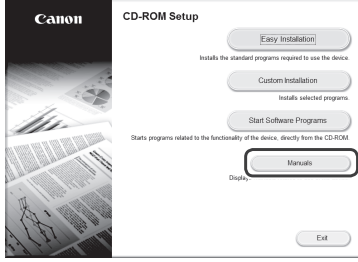 Canon
CD-ROM Setup
Easy Installation
Installs the standard programs required to use the device.
Custom Installation
Installs selected programs.
Start Software Programs
Starts programs related to the functionality of the device, directly from the CD-ROM.
Manuals
Display
Exit